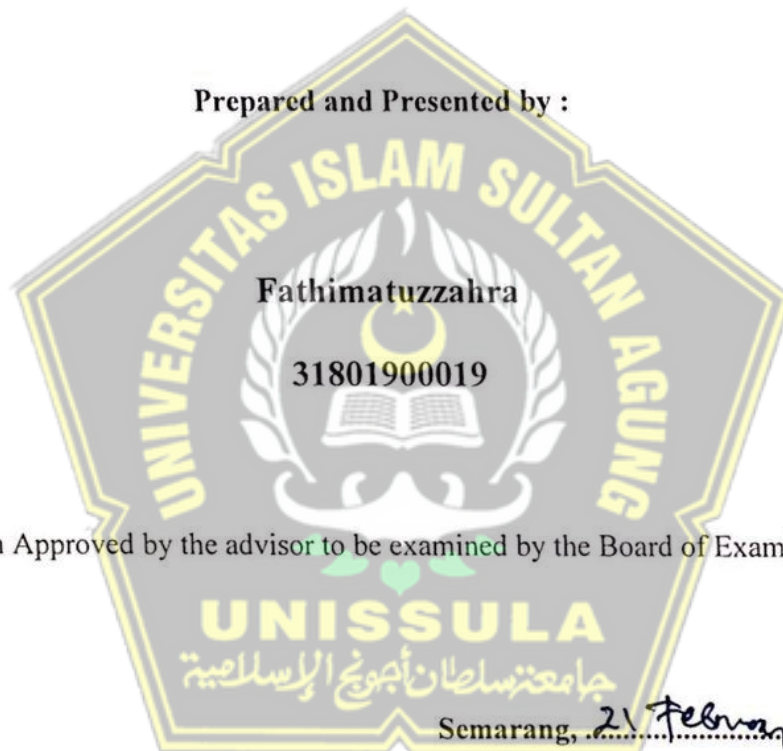 Prepared and Presented by :
UNIVERSITAS ISLAM SULTAN AGUNG
Fathimatuzzahra
31801900019
Approved by the advisor to be examined by the Board of Exam
UNISSULA
جامعة سلطان أجونج الإسلامية
Semarang, 21 Februa